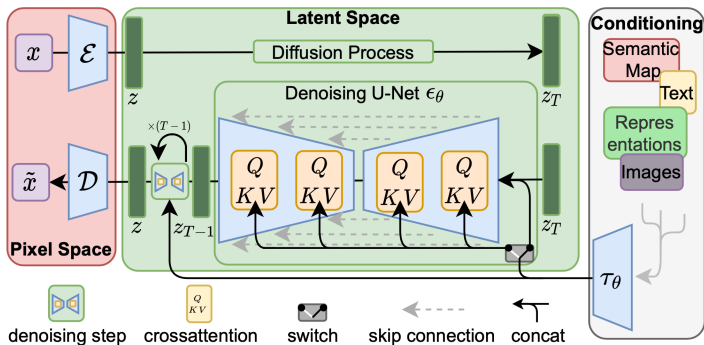 Latent Space
Conditioning
x
ℰ
Diffusion Process
Semantic
Map
z
z_T
Text
Denoising U-Net ϵ_θ
×(T−1)
Repres
entations
Q
KV
Q
KV
Q
KV
Q
KV
x̃
𝒟
Images
z
z_{T−1}
z_T
Pixel Space
τ_θ
Q
KV
denoising step
crossattention
switch
skip connection
concat